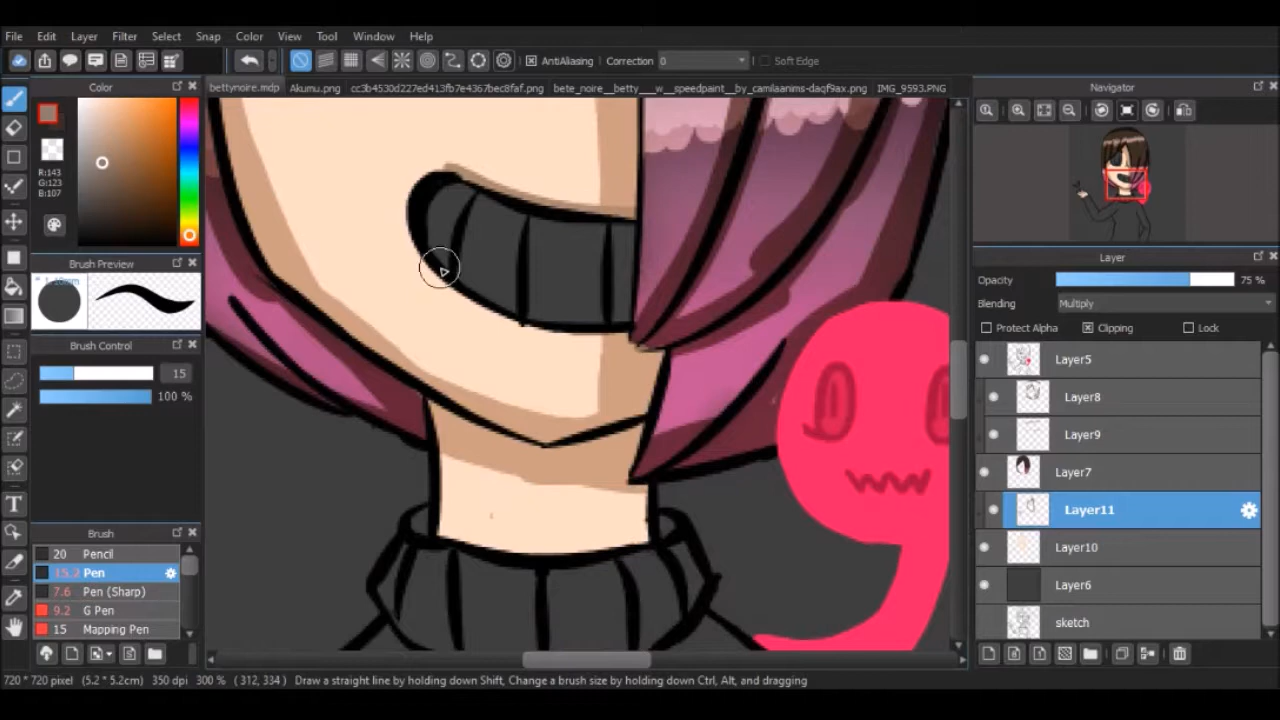 File Edit Layer Filter Select Snap Color View Tool Window Help
AntiAliasing Correction 0 Soft Edge
Color
bettynoire.mdp Akumu.png cc3b4530d227ed413fb7e4367bec8faf.png bete_noire__betty___w__speedpaint__by_camilaanims-daqf9ax.png IMG_9593.PNG
Navigator
R:143
G:123
B:107
Brush Preview
Layer
Opacity 75 %
Blending Multiply
Protect Alpha Clipping Lock
Brush Control
15
100 %
Layer5
Layer8
Layer9
Layer7
Layer11
Layer10
Layer6
sketch
Brush
20 Pencil
15.2 Pen
7.6 Pen (Sharp)
9.2 G Pen
15 Mapping Pen
T
720 * 720 pixel (5.2 * 5.2cm) 350 dpi 300 % ( 312, 334 ) Draw a straight line by holding down Shift, Change a brush size by holding down Ctrl, Alt, and dragging